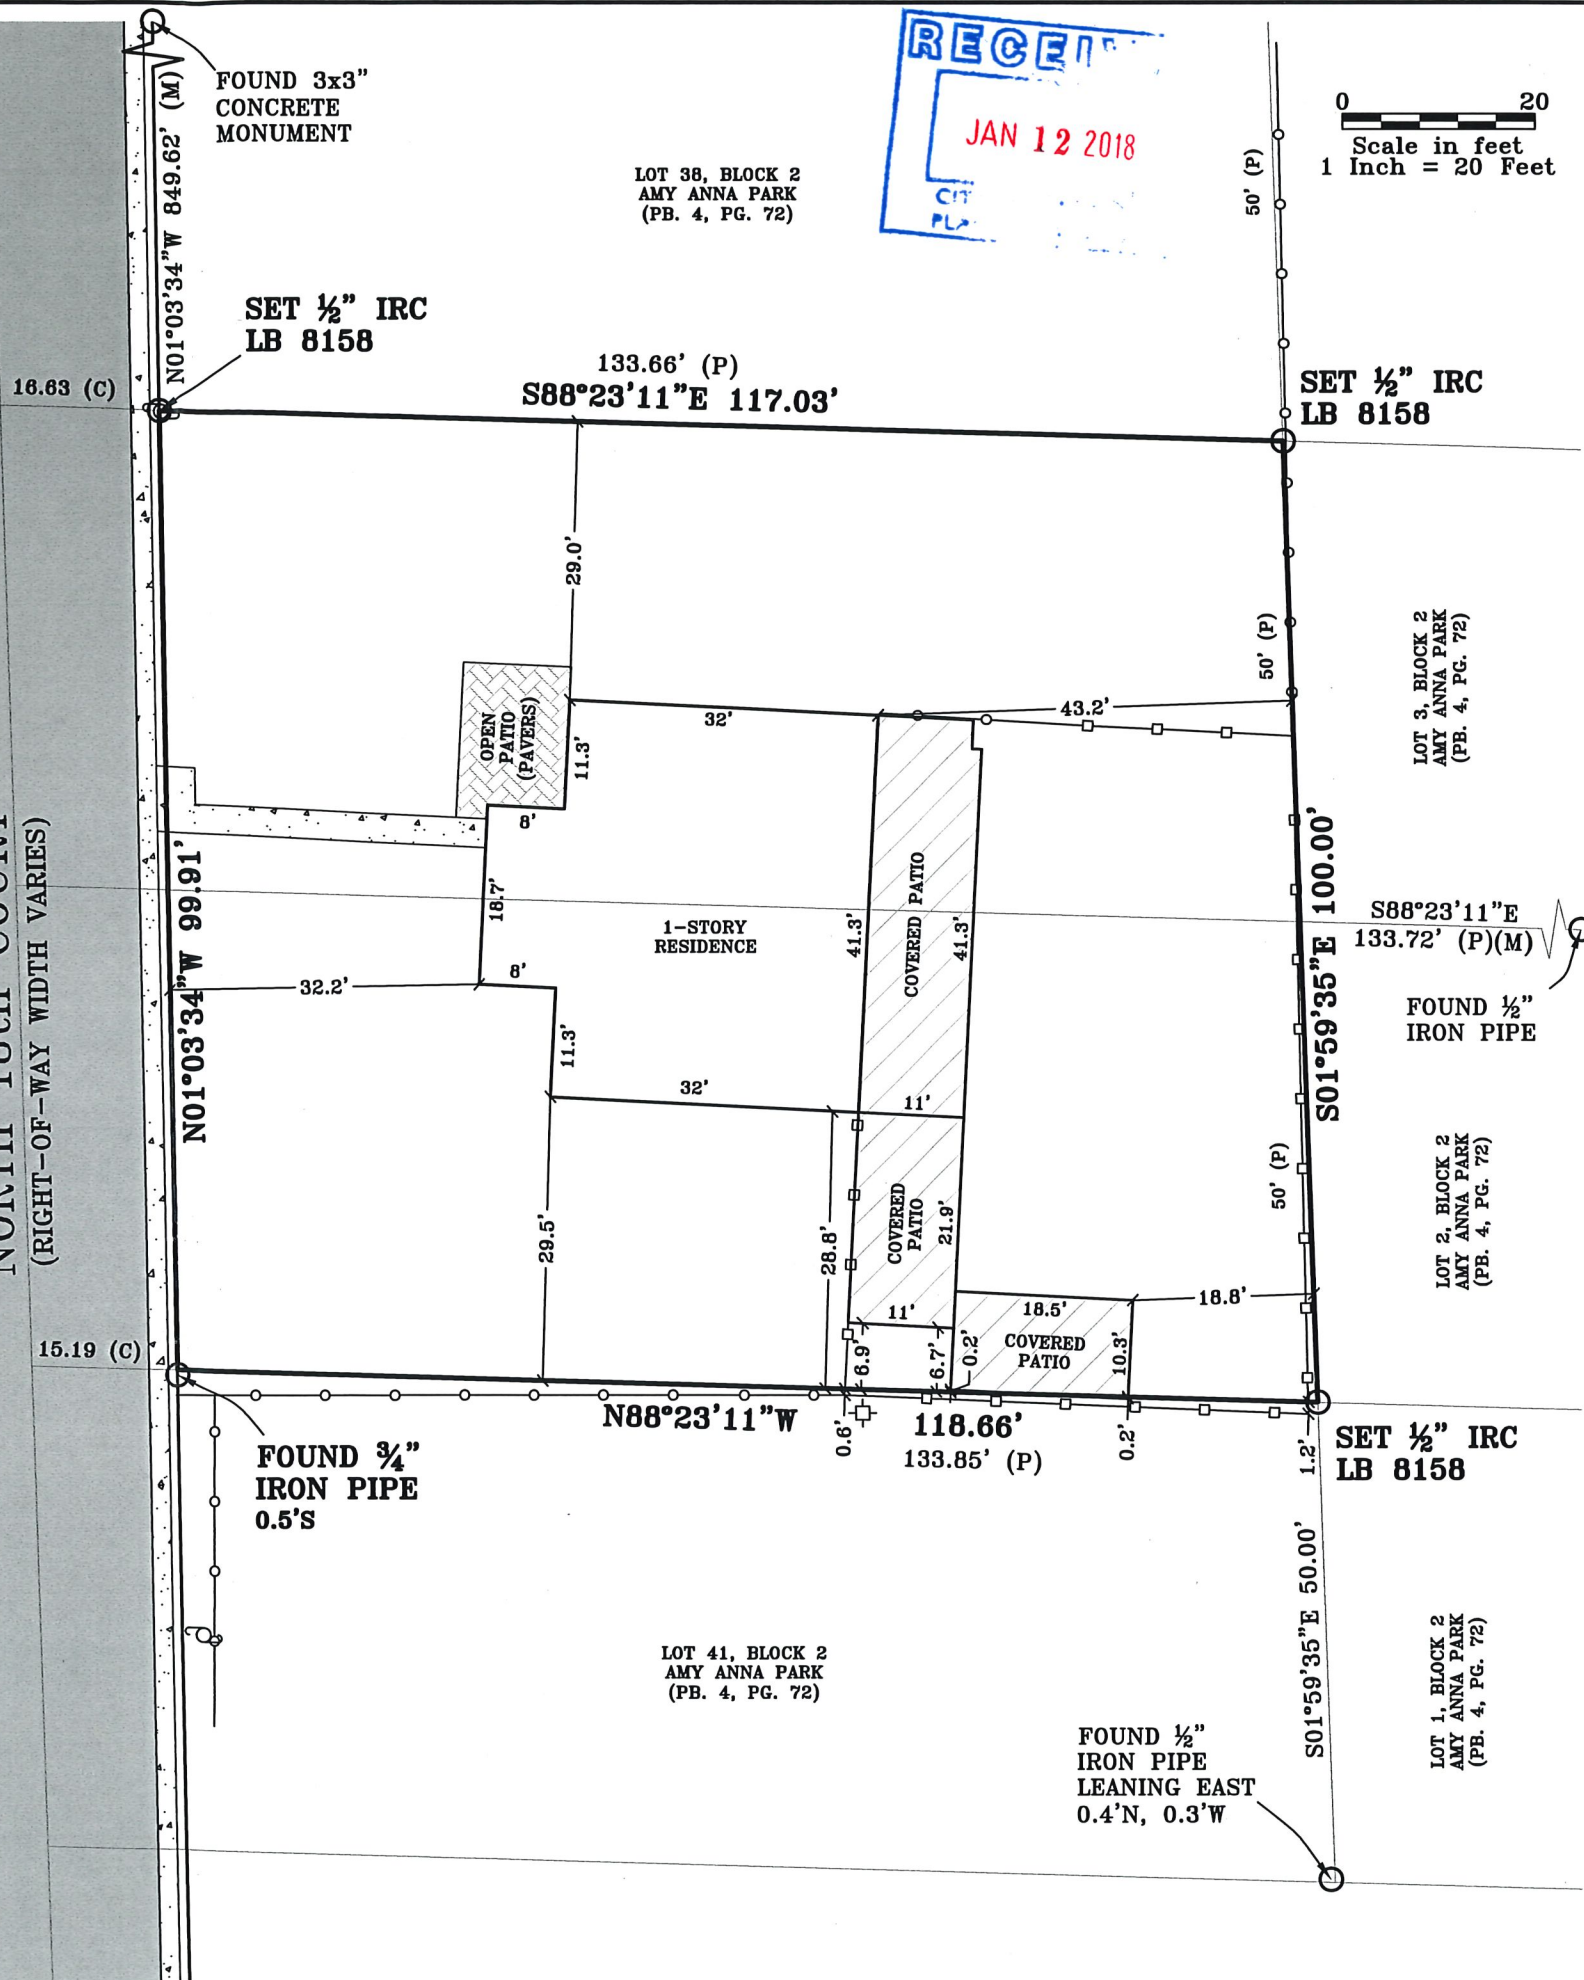 RECEI
JAN 12 2018
CIT
0 20
Scale in feet
1 Inch = 20 Feet
FOUND 3x3"
CONCRETE
MONUMENT
N01°03'34"W 849.62' (M)
LOT 38, BLOCK 2
AMY ANNA PARK
(PB. 4, PG. 72)
50' (P)
SET ½" IRC
LB 8158
16.63 (C)
133.66' (P)
S88°23'11"E 117.03'
SET ½" IRC
LB 8158
29.0'
50' (P)
LOT 3, BLOCK 2
AMY ANNA PARK
(PB. 4, PG. 72)
OPEN
PATIO
(PAVERS)
11.3'
32'
43.2'
8'
18.7'
1-STORY
RESIDENCE
41.3'
COVERED PATIO
41.3'
S01°59'35"E 100.00'
S88°23'11"E
133.72' (P)(M)
FOUND ½"
IRON PIPE
N01°03'34"W 99.91'
(RIGHT-OF-WAY WIDTH VARIES)
32.2'
8'
11.3'
32'
11'
29.5'
28.8'
COVERED
PATIO
21.9'
50' (P)
LOT 2, BLOCK 2
AMY ANNA PARK
(PB. 4, PG. 72)
11'
18.5'
18.8'
COVERED
PATIO
10.3'
6.9'
6.7'
0.2'
15.19 (C)
N88°23'11"W 118.66'
133.85' (P)
0.6'
0.2'
1.2'
SET ½" IRC
LB 8158
FOUND ¾"
IRON PIPE
0.5'S
S01°59'35"E 50.00'
LOT 41, BLOCK 2
AMY ANNA PARK
(PB. 4, PG. 72)
LOT 1, BLOCK 2
AMY ANNA PARK
(PB. 4, PG. 72)
FOUND ½"
IRON PIPE
LEANING EAST
0.4'N, 0.3'W